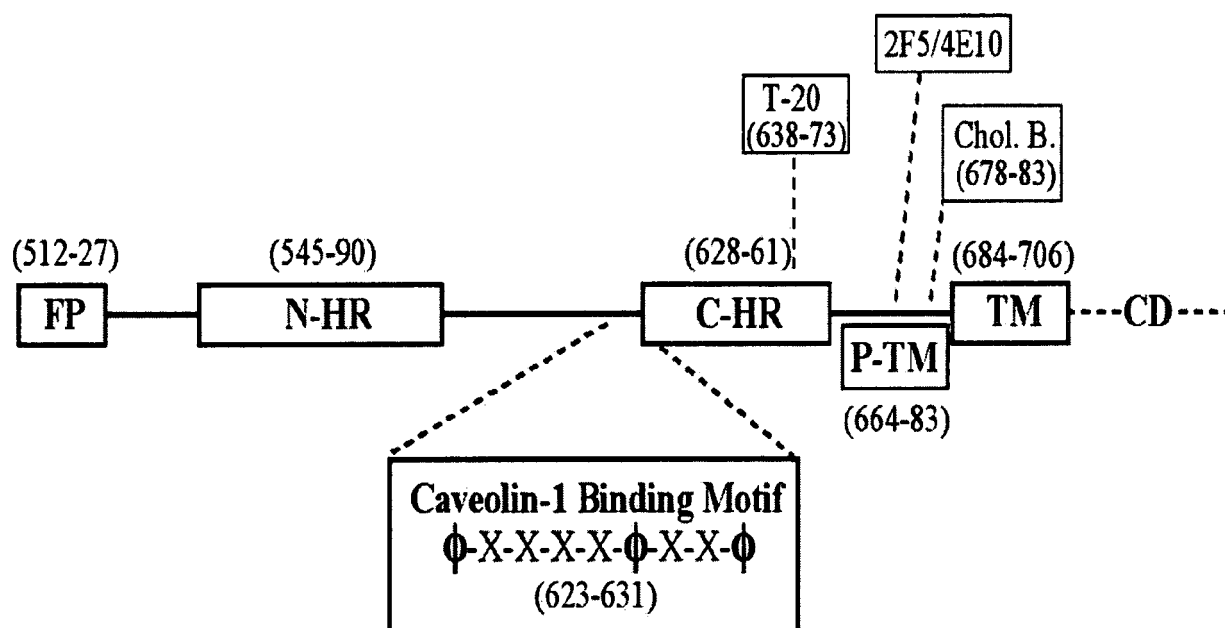 2F5/4E10
T-20
(638-73)
Chol. B.
(678-83)
(512-27)
(545-90)
(628-61)
(684-706)
FP
N-HR
C-HR
TM
CD
P-TM
(664-83)
Caveolin-1 Binding Motif
ϕ-X-X-X-X-ϕ-X-X-ϕ
(623-631)